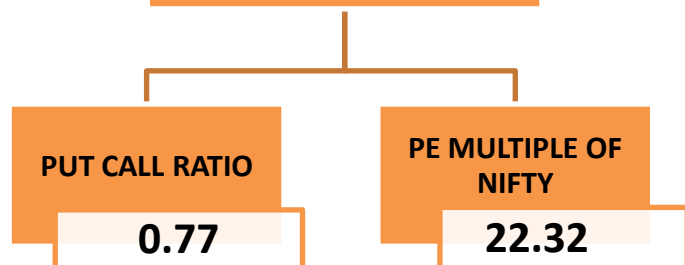 PUT CALL RATIO
0.77
PE MULTIPLE OF
NIFTY
22.32